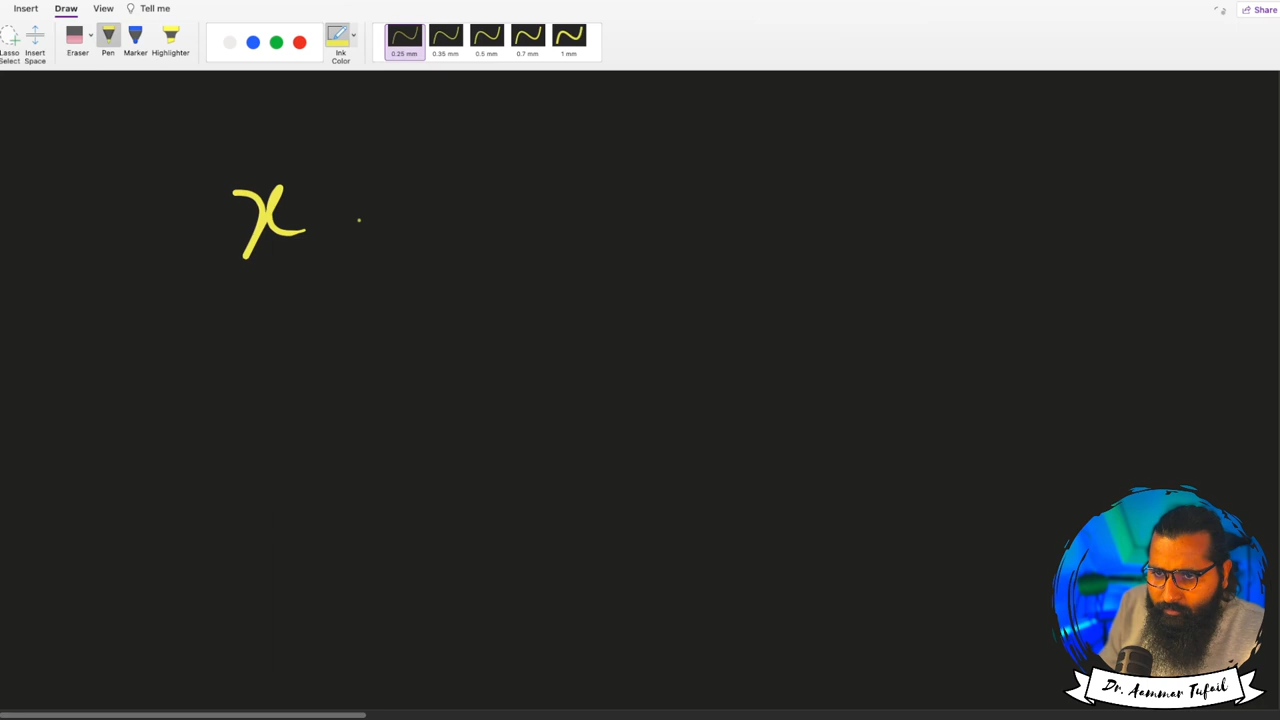 Insert Draw View Tell me Share
Lasso Select
Insert Space
Eraser
Pen
Marker
Highlighter
Ink Color
0.25 mm 0.35 mm 0.5 mm 0.7 mm 1 mm
x
Dr. Aammar Tufail